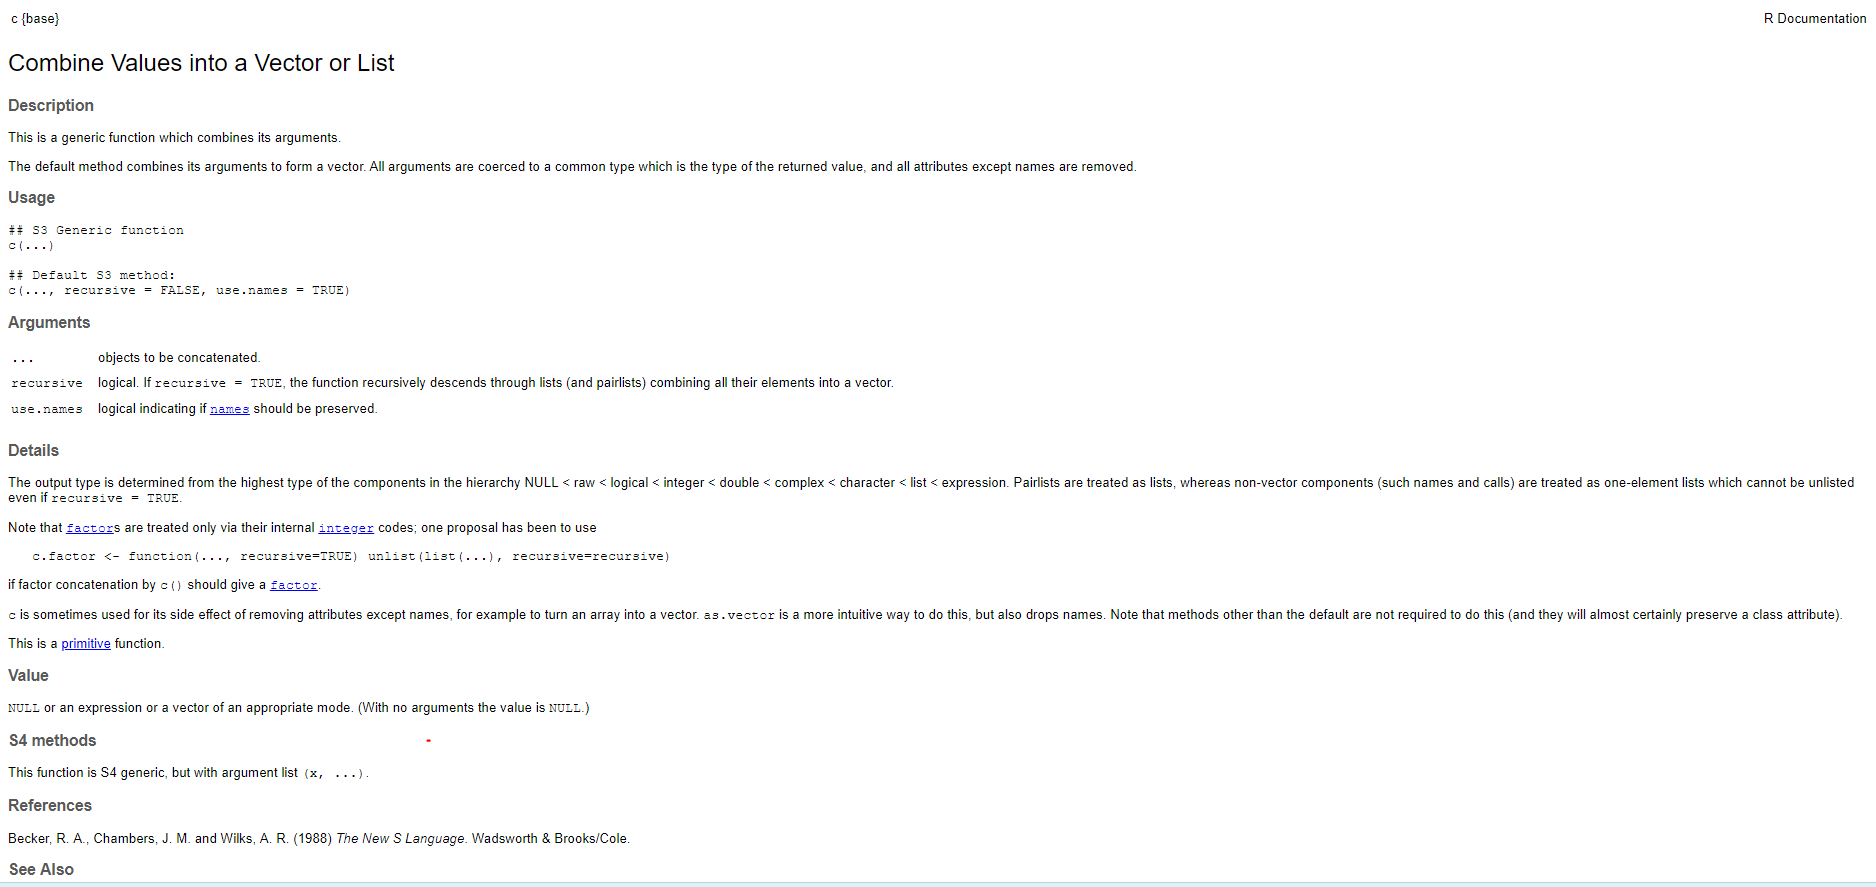 c {base}
R Documentation
Combine Values into a Vector or List
Description
This is a generic function which combines its arguments.
The default method combines its arguments to form a vector. All arguments are coerced to a common type which is the type of the returned value, and all attributes except names are removed.
Usage
## S3 Generic function
c(...)
## Default S3 method:
c(..., recursive = FALSE, use.names = TRUE)
Arguments
... objects to be concatenated.
recursive logical. If recursive = TRUE, the function recursively descends through lists (and pairlists) combining all their elements into a vector.
use.names logical indicating if names should be preserved.
Details
The output type is determined from the highest type of the components in the hierarchy NULL < raw < logical < integer < double < complex < character < list < expression. Pairlists are treated as lists, whereas non-vector components (such names and calls) are treated as one-element lists which cannot be unlisted
even if recursive = TRUE.
Note that factors are treated only via their internal integer codes; one proposal has been to use
c.factor <- function(..., recursive=TRUE) unlist(list(...), recursive=recursive)
if factor concatenation by c() should give a factor.
c is sometimes used for its side effect of removing attributes except names, for example to turn an array into a vector. as.vector is a more intuitive way to do this, but also drops names. Note that methods other than the default are not required to do this (and they will almost certainly preserve a class attribute).
This is a primitive function.
Value
NULL or an expression or a vector of an appropriate mode. (With no arguments the value is NULL.)
S4 methods
This function is S4 generic, but with argument list (x, ...).
References
Becker, R. A., Chambers, J. M. and Wilks, A. R. (1988) The New S Language. Wadsworth & Brooks/Cole.
See Also